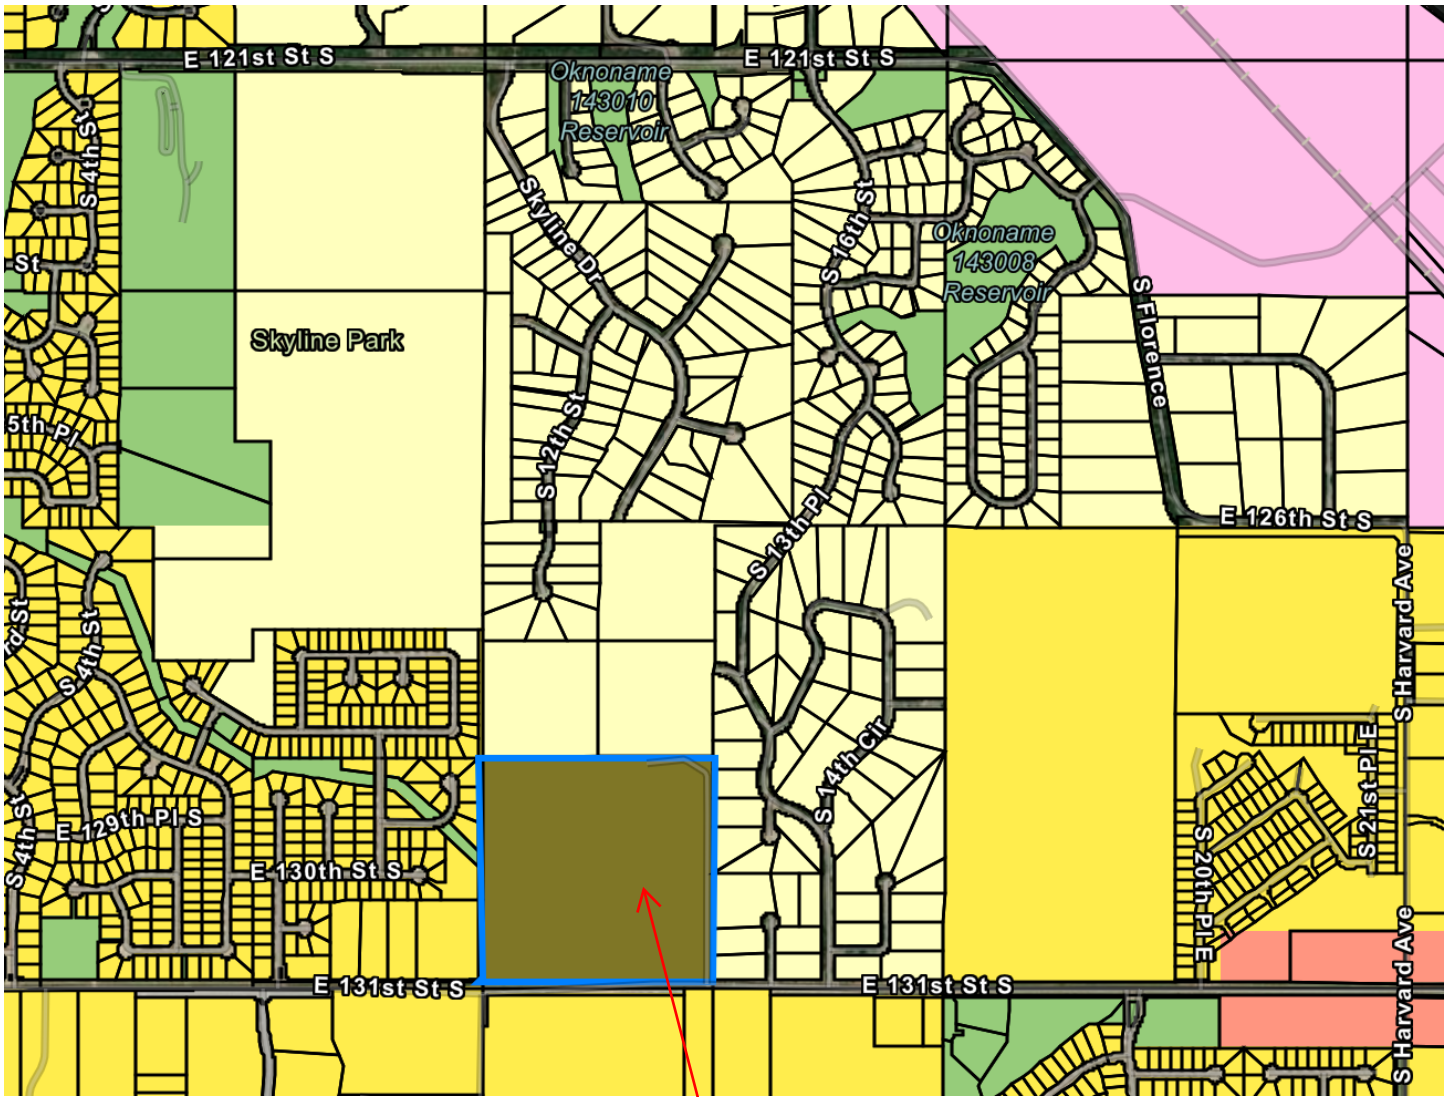 E 121st St S
E 121st St S
Oknoname
143010
Reservoir
S 4th St
Skyline Dr
S 16th St
Oknoname
143008
Reservoir
St
S Florence
Skyline Park
5th Pl
S 12th St
S 13th Pl
E 126th St S
S Harvard Ave
rd St
S 4th St
S 14th Cir
S 21st Pl E
S 4th St
E 129th Pl S
E 130th St S
S 20th Pl E
E 131st St S
E 131st St S
S Harvard Ave